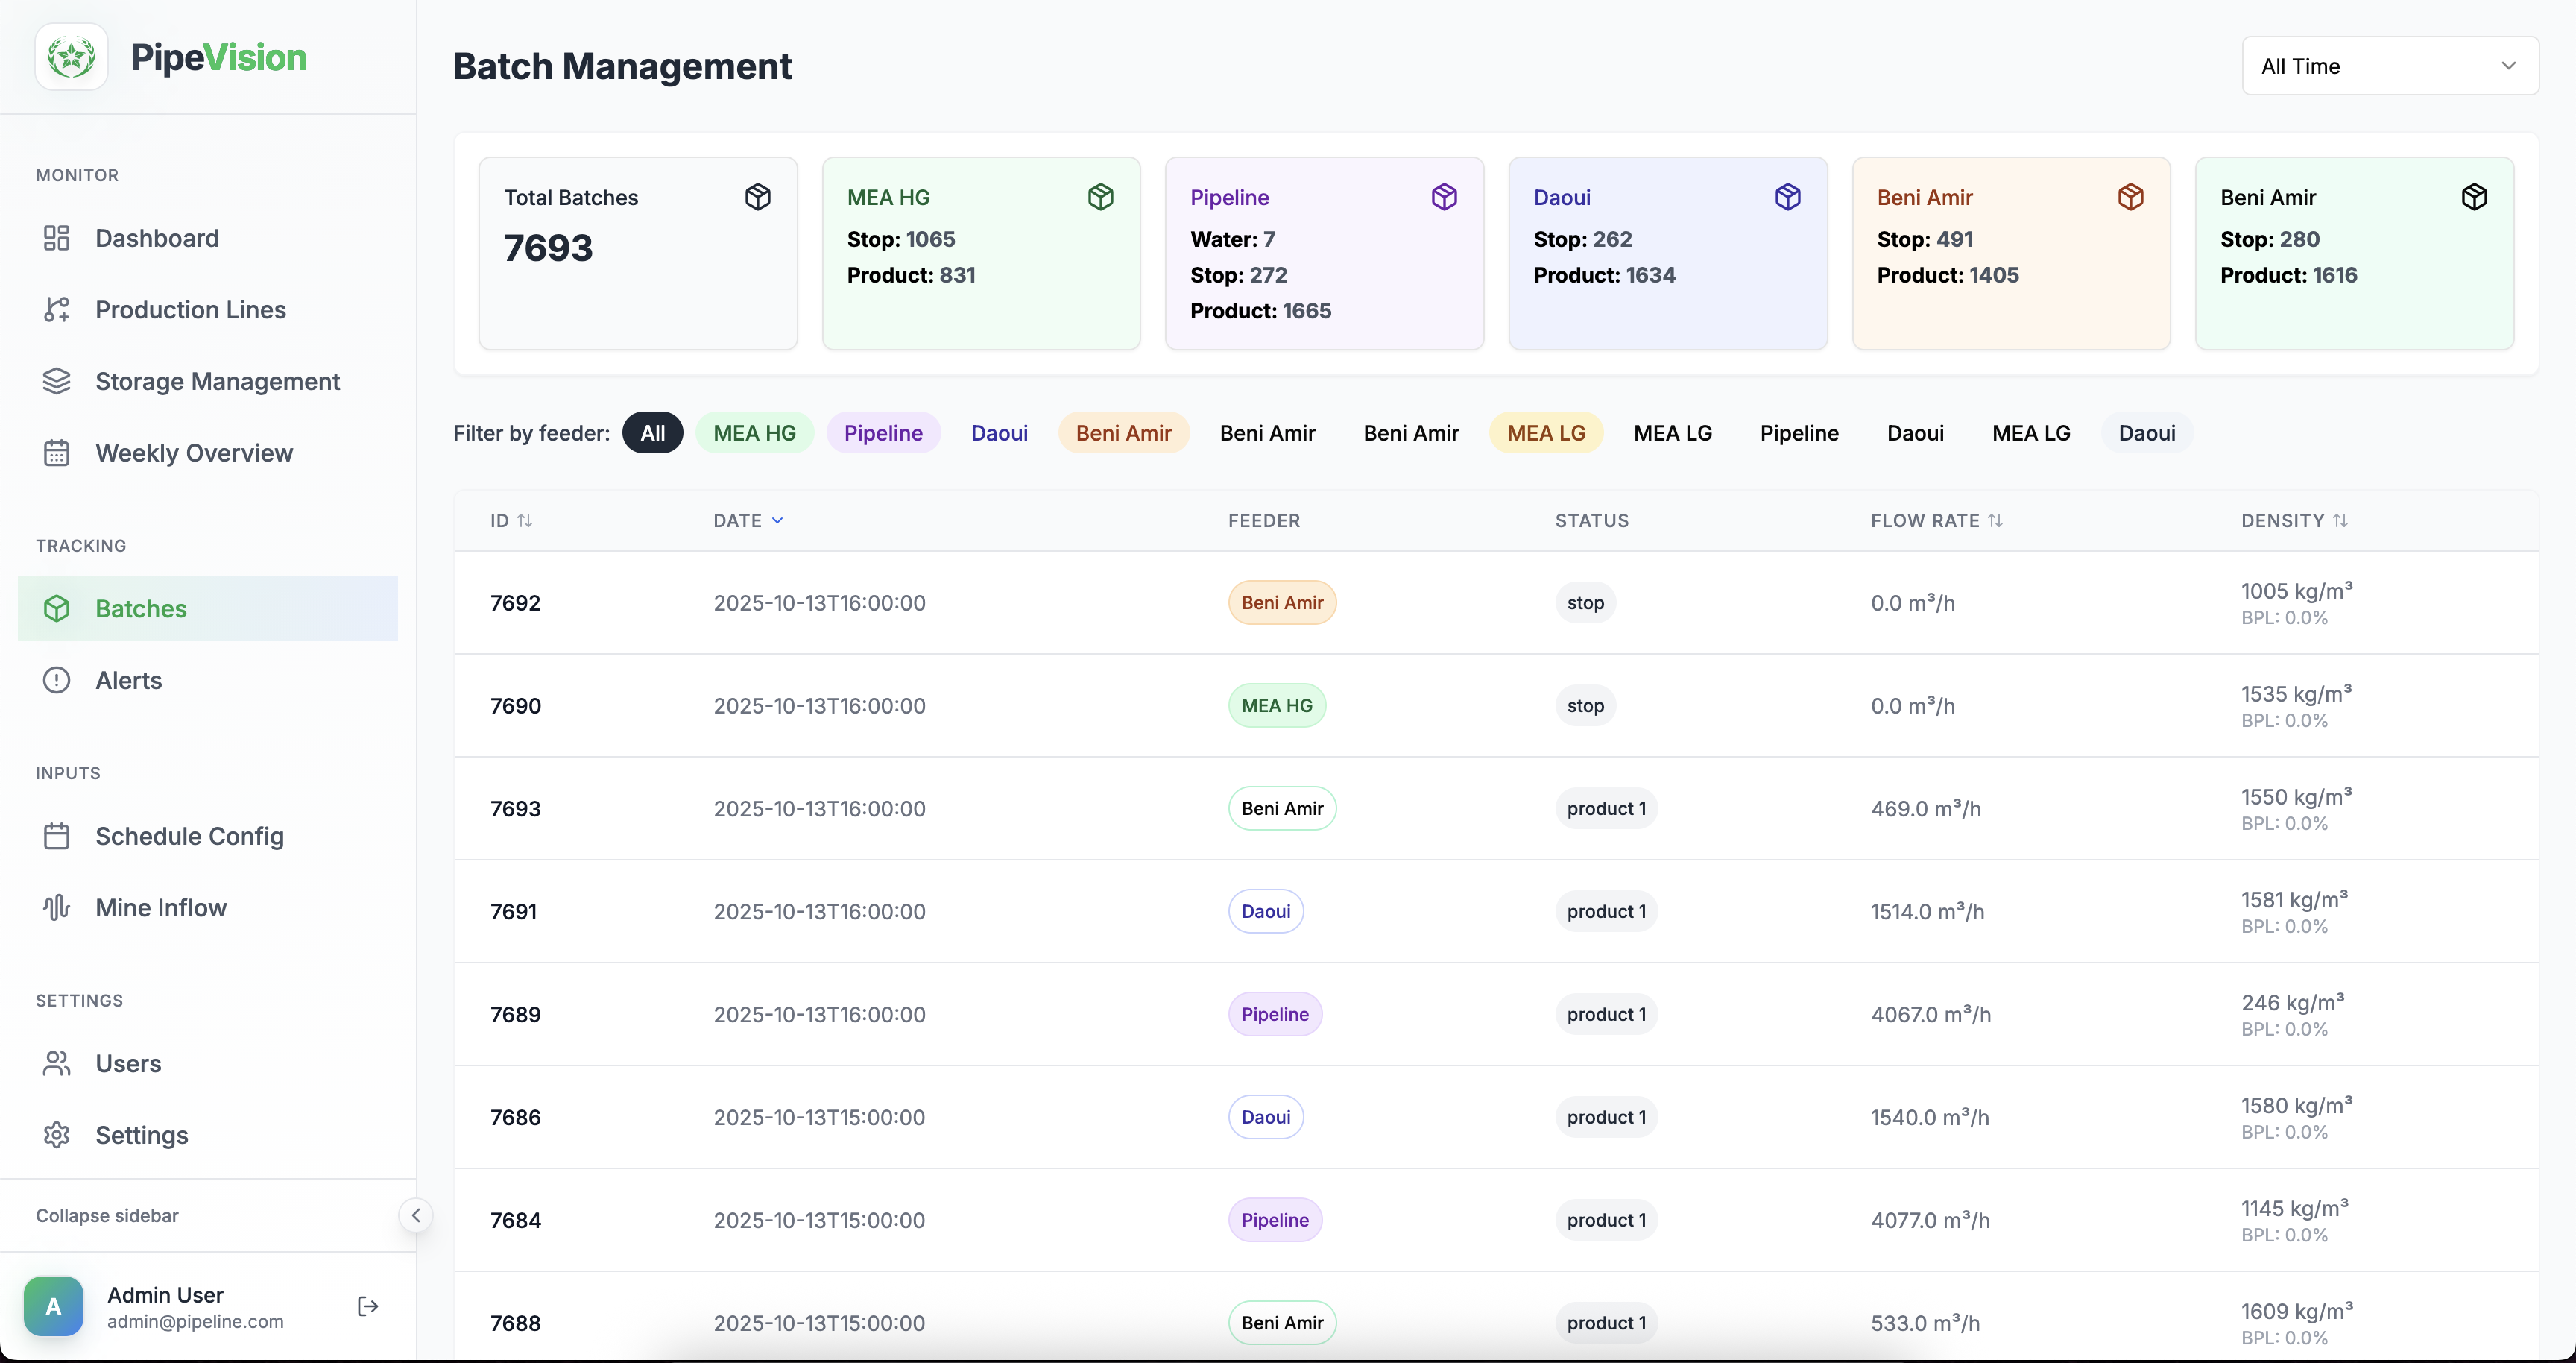 PipeVision
MONITOR
Dashboard
Production Lines
Storage Management
Weekly Overview
TRACKING
Batches
Alerts
INPUTS
Schedule Config
Mine Inflow
SETTINGS
Users
Settings
Collapse sidebar
A
Admin User
admin@pipeline.com
Batch Management
All Time
Total Batches
7693
MEA HG
Stop: 1065
Product: 831
Pipeline
Water: 7
Stop: 272
Product: 1665
Daoui
Stop: 262
Product: 1634
Beni Amir
Stop: 491
Product: 1405
Beni Amir
Stop: 280
Product: 1616
Filter by feeder: All MEA HG Pipeline Daoui Beni Amir Beni Amir Beni Amir MEA LG MEA LG Pipeline Daoui MEA LG Daoui
ID DATE FEEDER STATUS FLOW RATE DENSITY
7692 2025-10-13T16:00:00 Beni Amir stop 0.0 m³/h 1005 kg/m³
BPL: 0.0%
7690 2025-10-13T16:00:00 MEA HG stop 0.0 m³/h 1535 kg/m³
BPL: 0.0%
7693 2025-10-13T16:00:00 Beni Amir product 1 469.0 m³/h 1550 kg/m³
BPL: 0.0%
7691 2025-10-13T16:00:00 Daoui product 1 1514.0 m³/h 1581 kg/m³
BPL: 0.0%
7689 2025-10-13T16:00:00 Pipeline product 1 4067.0 m³/h 246 kg/m³
BPL: 0.0%
7686 2025-10-13T15:00:00 Daoui product 1 1540.0 m³/h 1580 kg/m³
BPL: 0.0%
7684 2025-10-13T15:00:00 Pipeline product 1 4077.0 m³/h 1145 kg/m³
BPL: 0.0%
7688 2025-10-13T15:00:00 Beni Amir product 1 533.0 m³/h 1609 kg/m³
BPL: 0.0%